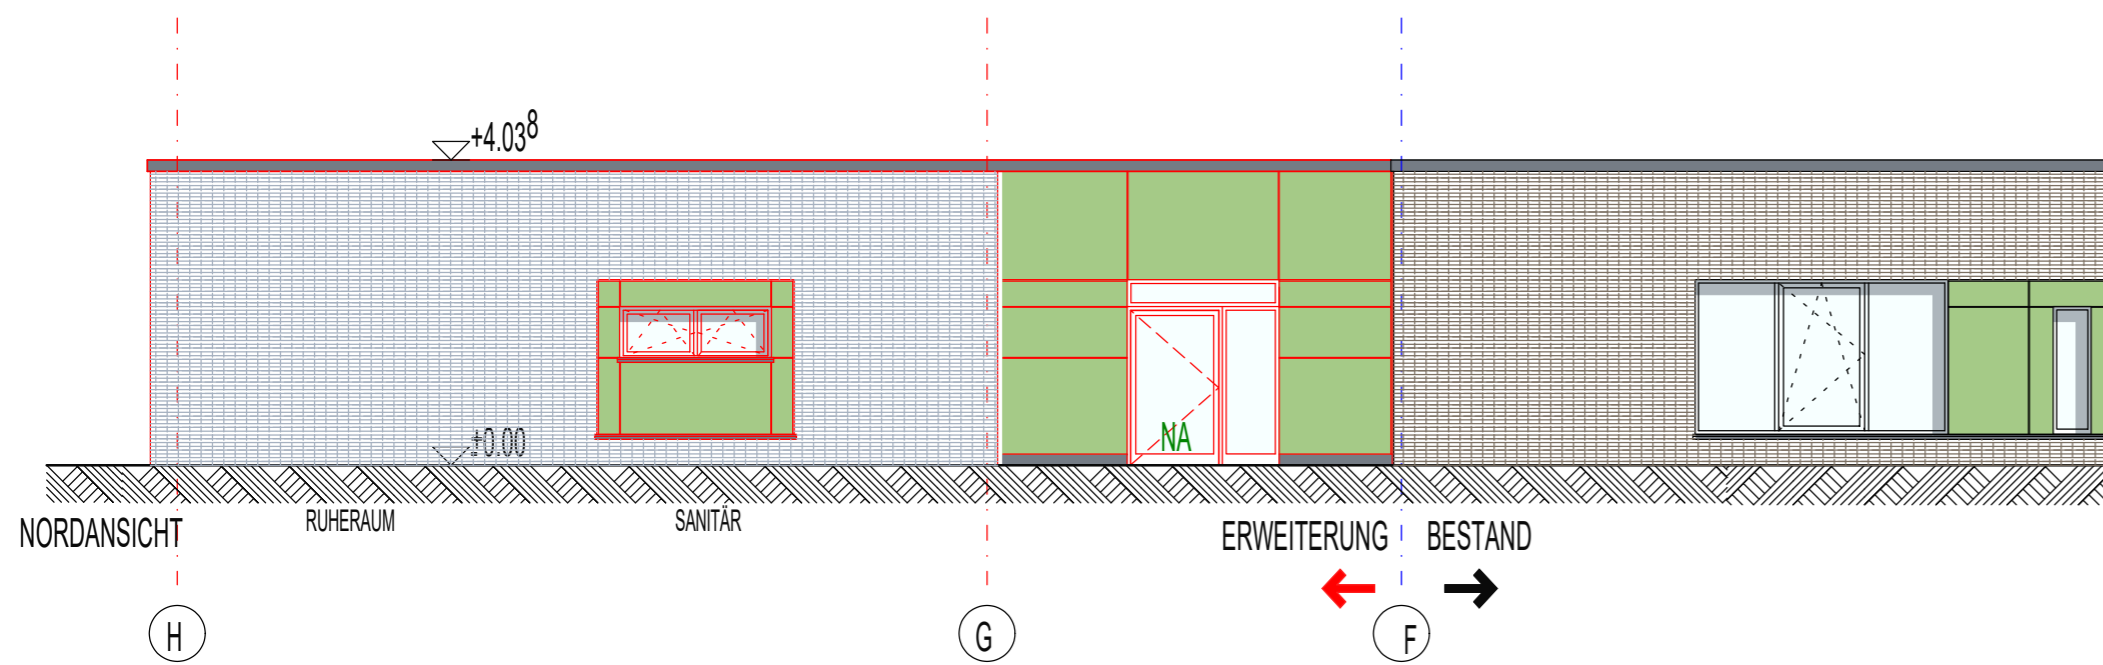 +4.03⁸
±0.00
NA
NORDANSICHT
RUHERAUM
SANITÄR
ERWEITERUNG
BESTAND
H
G
F